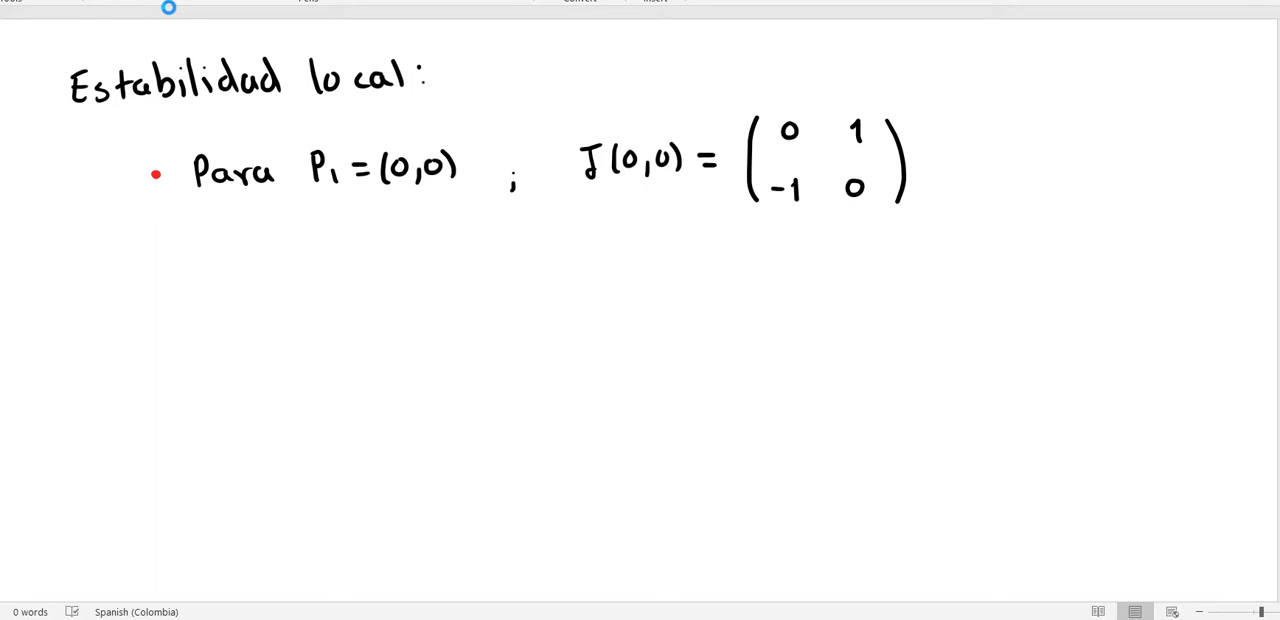 Estabilidad local:
• Para P₁ = (0,0) ; J(0,0) = ( 0 1
-1 0 )
0 words Spanish (Colombia)